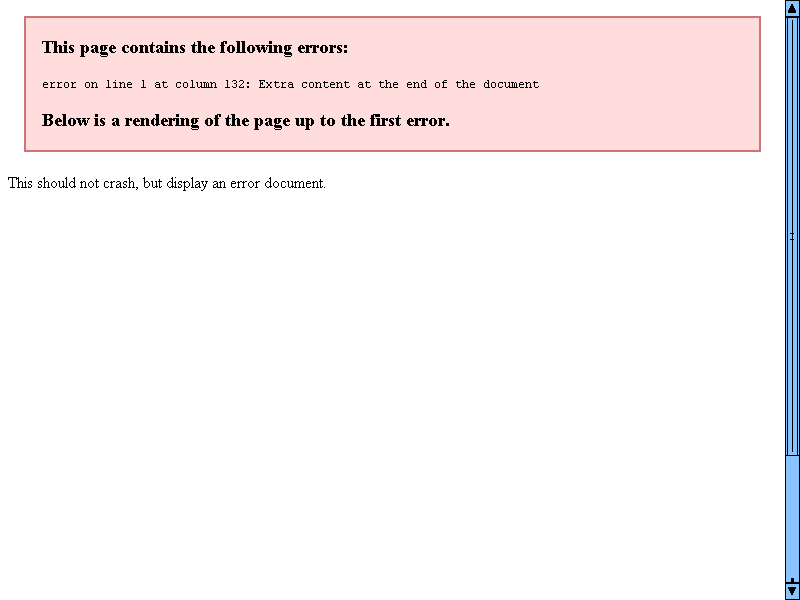 This page contains the following errors:
error on line 1 at column 132: Extra content at the end of the document
Below is a rendering of the page up to the first error.
This should not crash, but display an error document.